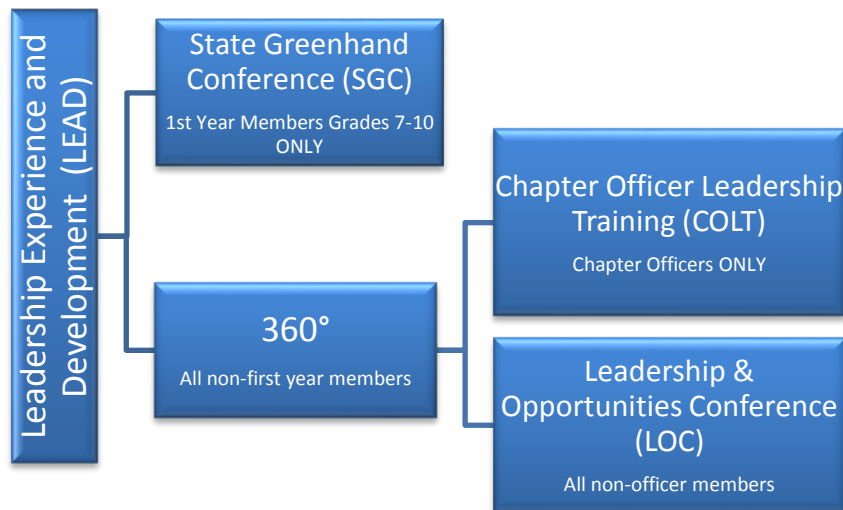 Leadership Experience and
Development (LEAD)
State Greenhand
Conference (SGC)
1st Year Members Grades 7-10
ONLY
360°
All non-first year members
Chapter Officer Leadership
Training (COLT)
Chapter Officers ONLY
Leadership &
Opportunities Conference
(LOC)
All non-officer members